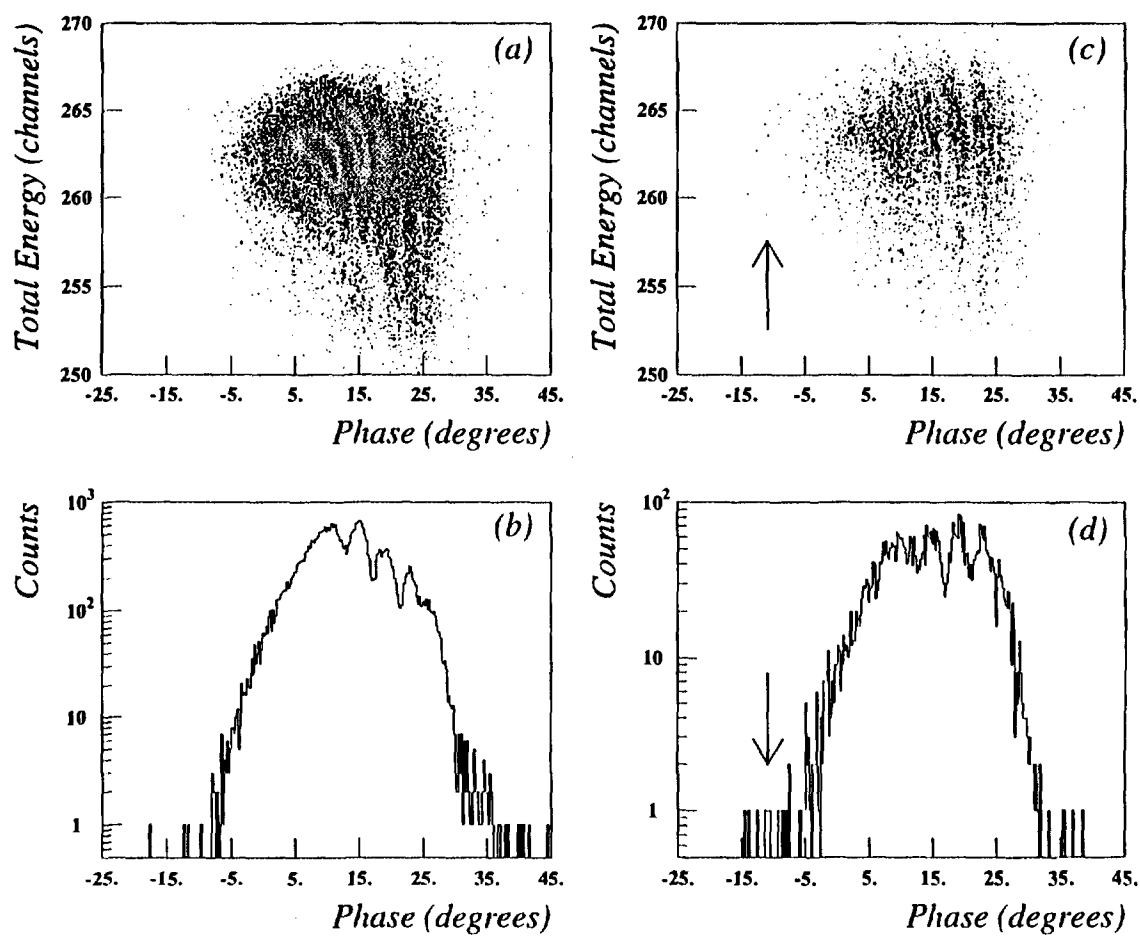 (a)
Total Energy (channels)
270
265
260
255
250
-25. -15. -5. 5. 15. 25. 35. 45.
Phase (degrees)
(c)
Total Energy (channels)
270
265
260
255
250
-25. -15. -5. 5. 15. 25. 35. 45.
Phase (degrees)
(b)
Counts
10³
10²
10
1
-25. -15. -5. 5. 15. 25. 35. 45.
Phase (degrees)
(d)
Counts
10²
10
1
-25. -15. -5. 5. 15. 25. 35. 45.
Phase (degrees)